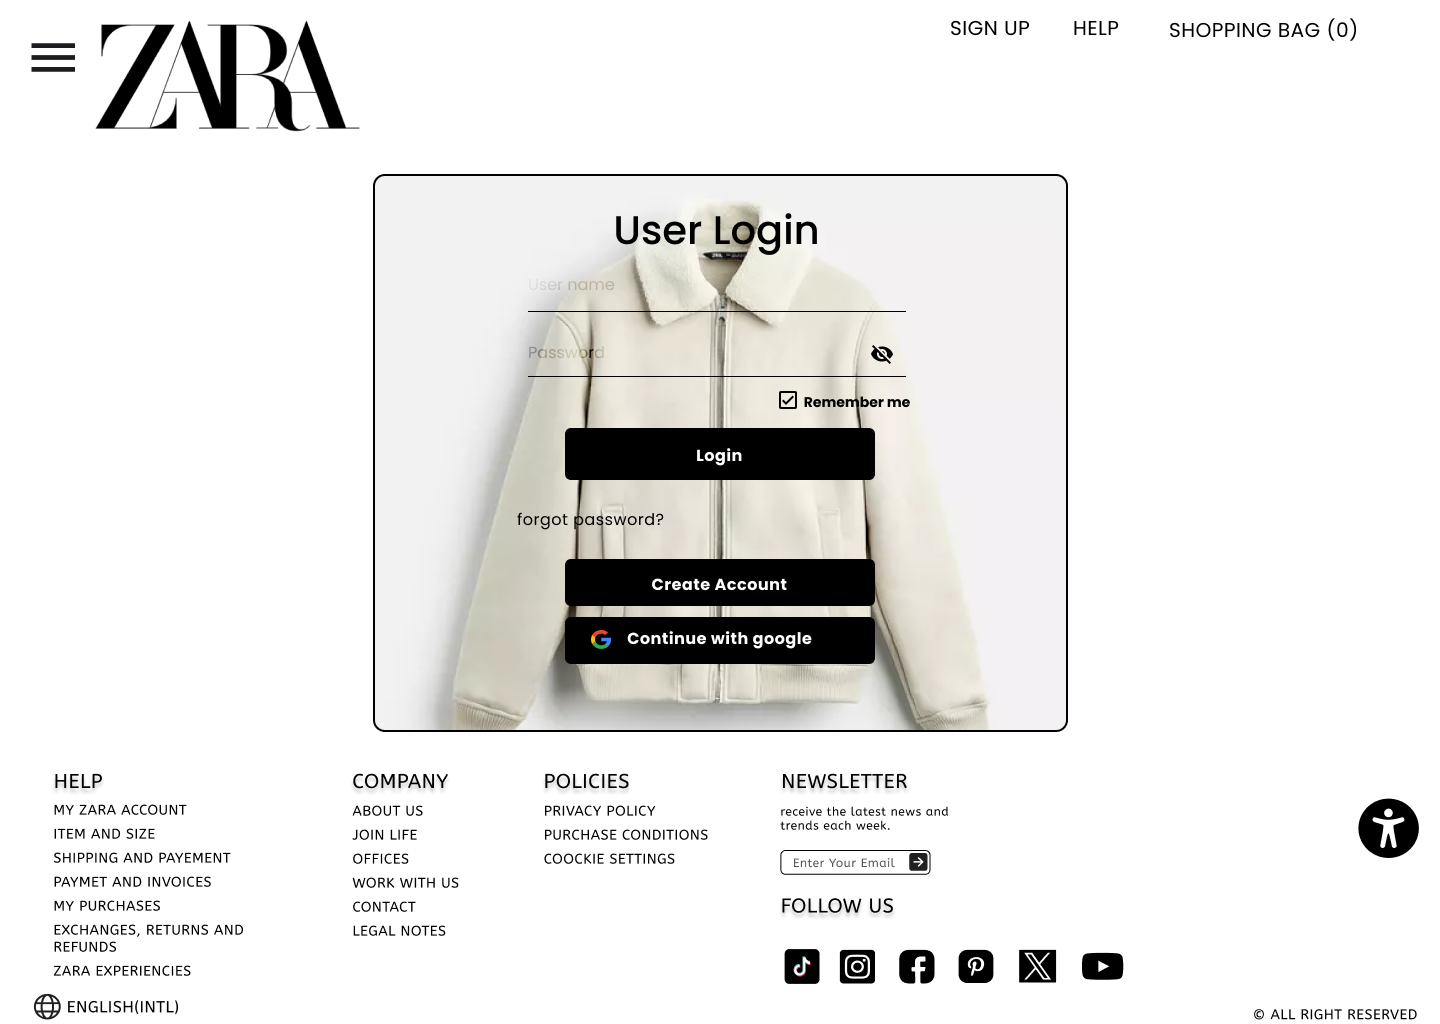 ZARA
SIGN UP
HELP
SHOPPING BAG (0)
User Login
User name
Password
Remember me
Login
forgot password?
Create Account
Continue with google
HELP
MY ZARA ACCOUNT
ITEM AND SIZE
SHIPPING AND PAYEMENT
PAYMET AND INVOICES
MY PURCHASES
EXCHANGES, RETURNS AND
REFUNDS
ZARA EXPERIENCIES
ENGLISH(INTL)
COMPANY
ABOUT US
JOIN LIFE
OFFICES
WORK WITH US
CONTACT
LEGAL NOTES
POLICIES
PRIVACY POLICY
PURCHASE CONDITIONS
COOCKIE SETTINGS
NEWSLETTER
receive the latest news and
trends each week.
Enter Your Email
FOLLOW US
© ALL RIGHT RESERVED